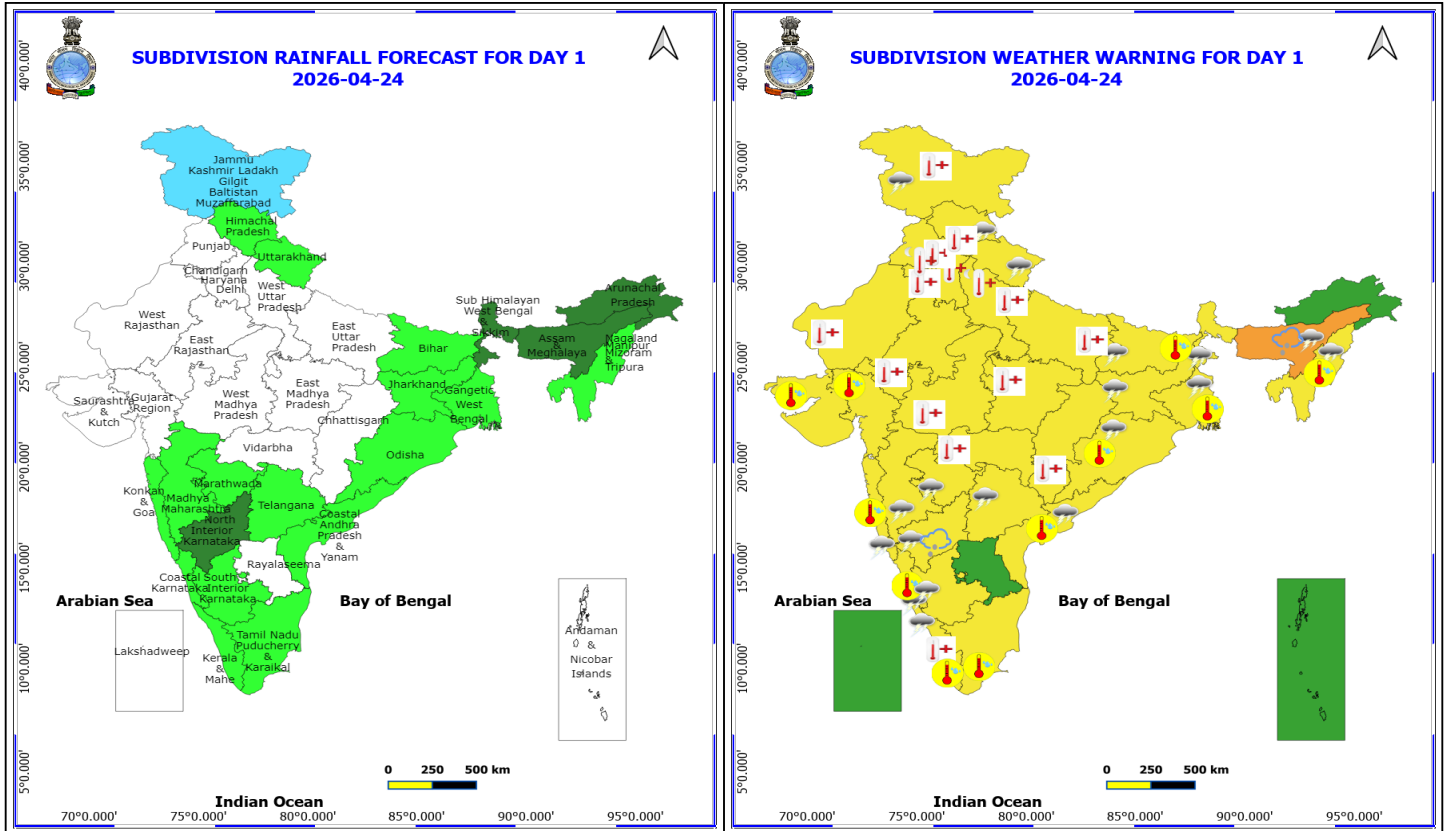 SUBDIVISION RAINFALL FORECAST FOR DAY 1
2026-04-24
40°0.000'
35°0.000'
30°0.000'
25°0.000'
20°0.000'
15°0.000'
10°0.000'
5°0.000'
Jammu
Kashmir Ladakh
Gilgit
Baltistan
Muzaffarabad
Himachal
Pradesh
Punjab
Uttarakhand
Chandigarh
Haryana
Delhi
West
Uttar
Pradesh
West
Rajasthan
East
Rajasthan
East
Uttar
Pradesh
Sub Himalayan
West Bengal
&
Sikkim
Arunachal
Pradesh
Assam
&
Meghalaya
Nagaland
Manipur
Mizoram
&
Tripura
Bihar
Jharkhand
Gangetic
West
Bengal
Saurashtra
&
Kutch
Gujarat
Region
West
Madhya
Pradesh
East
Madhya
Pradesh
Chhattisgarh
Vidarbha
Odisha
Konkan
&
Goa
Madhya
Maharashtra
Marathwada
Telangana
North
Interior
Karnataka
Coastal
Andhra
Pradesh
&
Yanam
Rayalaseema
Coastal
Karnataka
South
Interior
Karnataka
Tamil Nadu
Puducherry
&
Karaikal
Kerala
&
Mahe
Lakshadweep
Andaman
&
Nicobar
Islands
Arabian Sea
Bay of Bengal
Indian Ocean
0 250 500 km
70°0.000' 75°0.000' 80°0.000' 85°0.000' 90°0.000' 95°0.000'
SUBDIVISION WEATHER WARNING FOR DAY 1
2026-04-24
40°0.000'
35°0.000'
30°0.000'
25°0.000'
20°0.000'
15°0.000'
10°0.000'
5°0.000'
Arabian Sea
Bay of Bengal
Indian Ocean
0 250 500 km
70°0.000' 75°0.000' 80°0.000' 85°0.000' 90°0.000' 95°0.000'